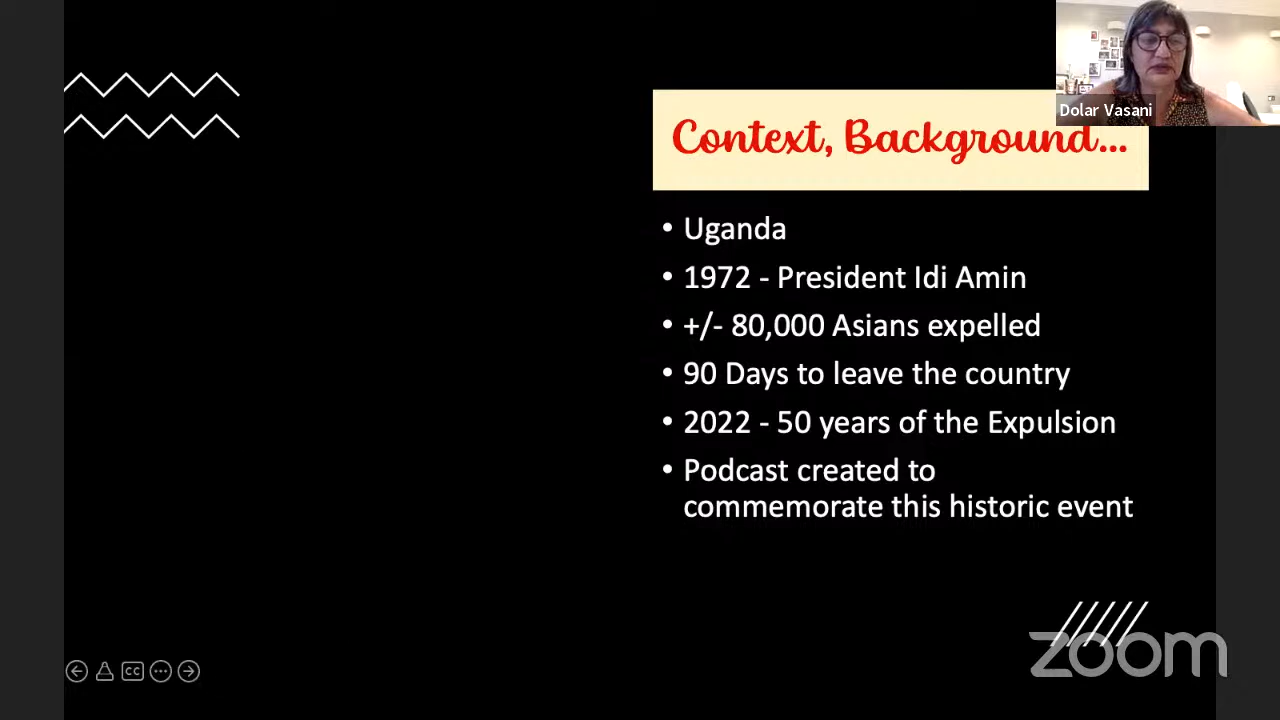 Dolar Vasani
Context, Background...
• Uganda
• 1972 - President Idi Amin
• +/- 80,000 Asians expelled
• 90 Days to leave the country
• 2022 - 50 years of the Expulsion
• Podcast created to
commemorate this historic event
CC
zoom